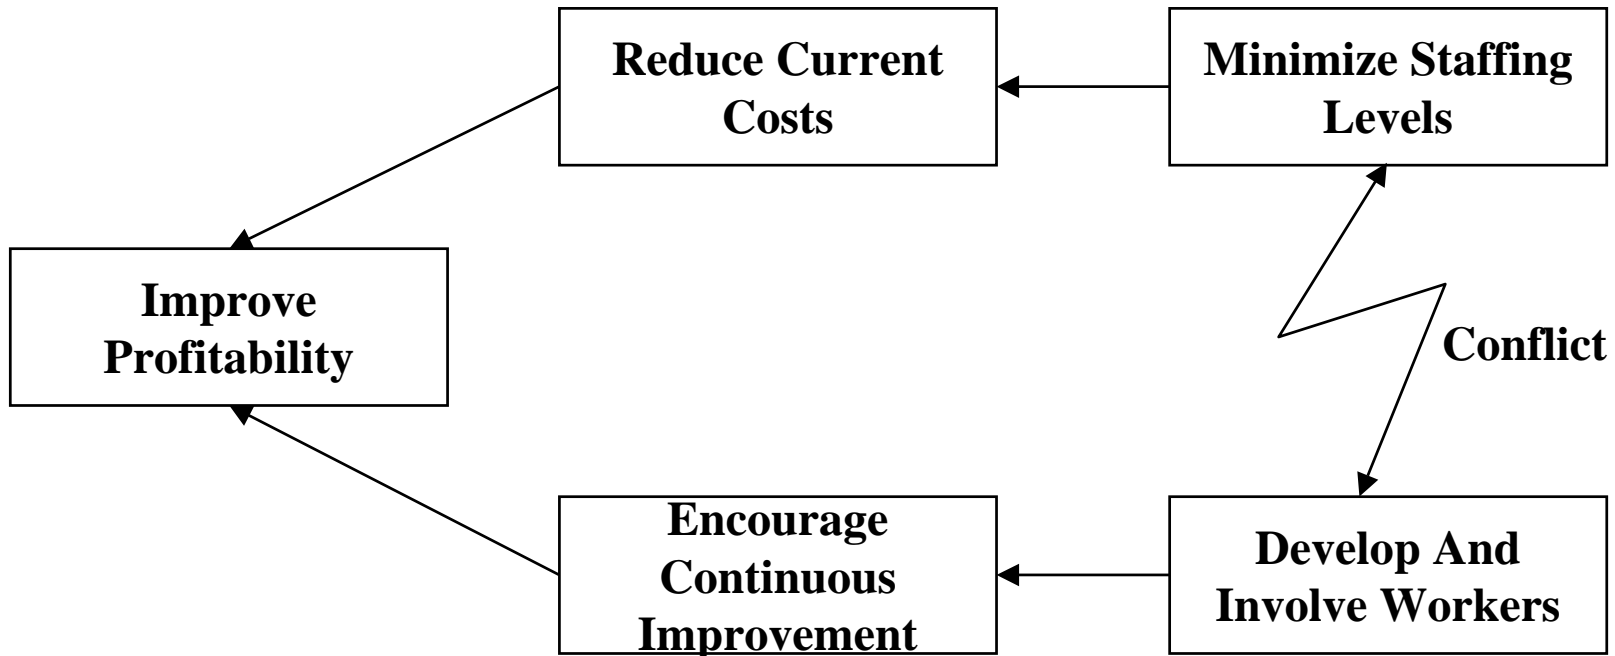 Reduce Current
Costs
Minimize Staffing
Levels
Improve
Profitability
Conflict
Encourage
Continuous
Improvement
Develop And
Involve Workers